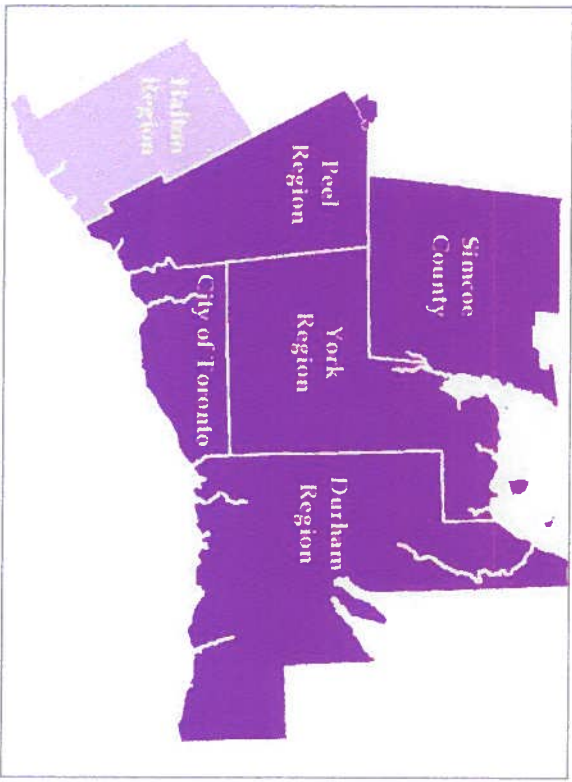 Simcoe
County
Peel
Region
York
Region
Durham
Region
City of Toronto
Halton
Region